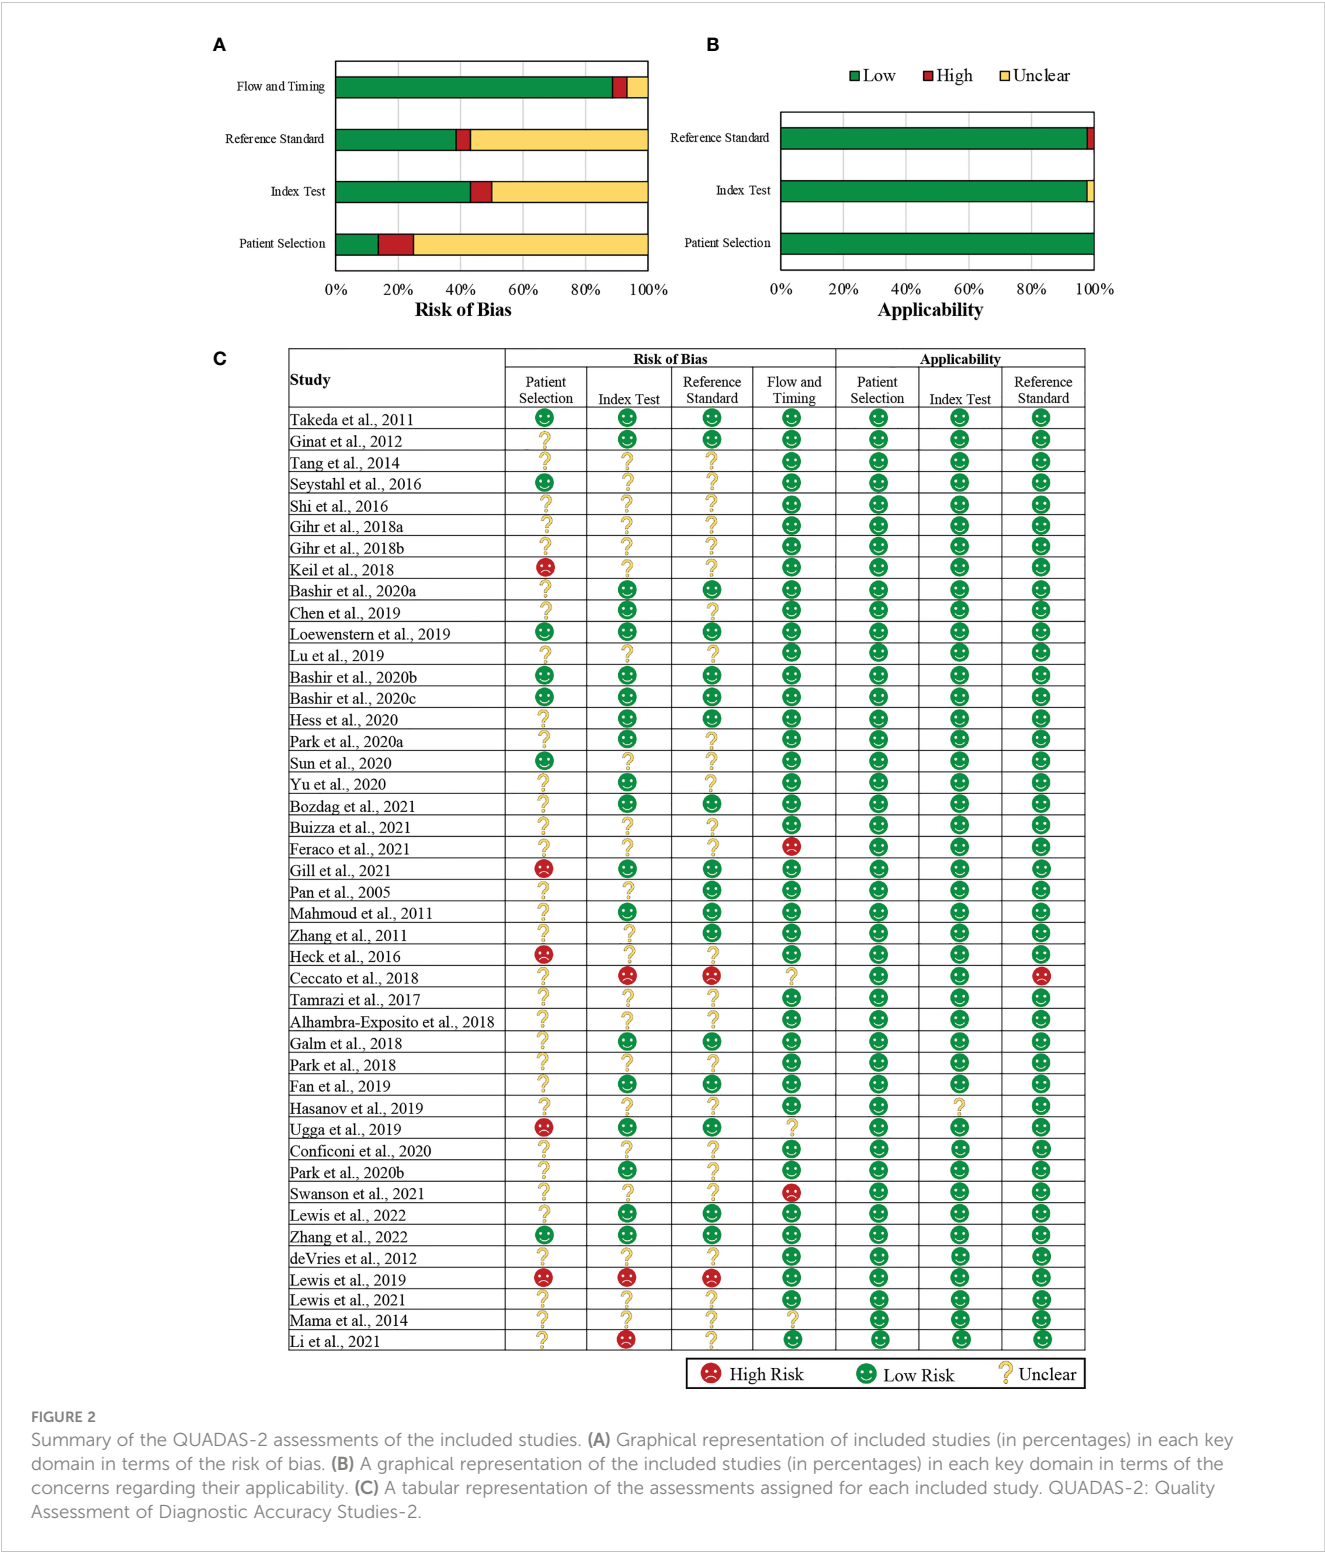 A
Flow and Timing
Reference Standard
Index Test
Patient Selection
0% 20% 40% 60% 80% 100%
Risk of Bias
B
Low High Unclear
Reference Standard
Index Test
Patient Selection
0% 20% 40% 60% 80% 100%
Applicability
C
Study
Risk of Bias Applicability
Patient Selection Index Test Reference Standard Flow and Timing Patient Selection Index Test Reference Standard
Takeda et al., 2011
Ginat et al., 2012
?
Tang et al., 2014
? ? ?
Seystahl et al., 2016
? ?
Shi et al., 2016
? ? ?
Gihr et al., 2018a
? ? ?
Gihr et al., 2018b
? ? ?
Keil et al., 2018
? ?
Bashir et al., 2020a
?
Chen et al., 2019
? ?
Loewenstern et al., 2019
Lu et al., 2019
? ? ?
Bashir et al., 2020b
Bashir et al., 2020c
Hess et al., 2020
?
Park et al., 2020a
? ?
Sun et al., 2020
? ?
Yu et al., 2020
? ?
Bozdag et al., 2021
?
Buizza et al., 2021
? ? ?
Feraco et al., 2021
? ? ?
Gill et al., 2021
Pan et al., 2005
? ?
Mahmoud et al., 2011
?
Zhang et al., 2011
? ?
Heck et al., 2016
? ?
Ceccato et al., 2018
? ?
Tamrazi et al., 2017
? ? ?
Alhambra-Exposito et al., 2018
? ? ?
Galm et al., 2018
?
Park et al., 2018
? ? ?
Fan et al., 2019
?
Hasanov et al., 2019
? ? ? ?
Ugga et al., 2019
?
Conficoni et al., 2020
? ? ?
Park et al., 2020b
? ?
Swanson et al., 2021
? ? ?
Lewis et al., 2022
?
Zhang et al., 2022
deVries et al., 2012
? ? ?
Lewis et al., 2019
Lewis et al., 2021
? ? ?
Mama et al., 2014
? ? ? ?
Li et al., 2021
? ?
High Risk Low Risk ? Unclear
FIGURE 2
Summary of the QUADAS-2 assessments of the included studies. (A) Graphical representation of included studies (in percentages) in each key
domain in terms of the risk of bias. (B) A graphical representation of the included studies (in percentages) in each key domain in terms of the
concerns regarding their applicability. (C) A tabular representation of the assessments assigned for each included study. QUADAS-2: Quality
Assessment of Diagnostic Accuracy Studies-2.